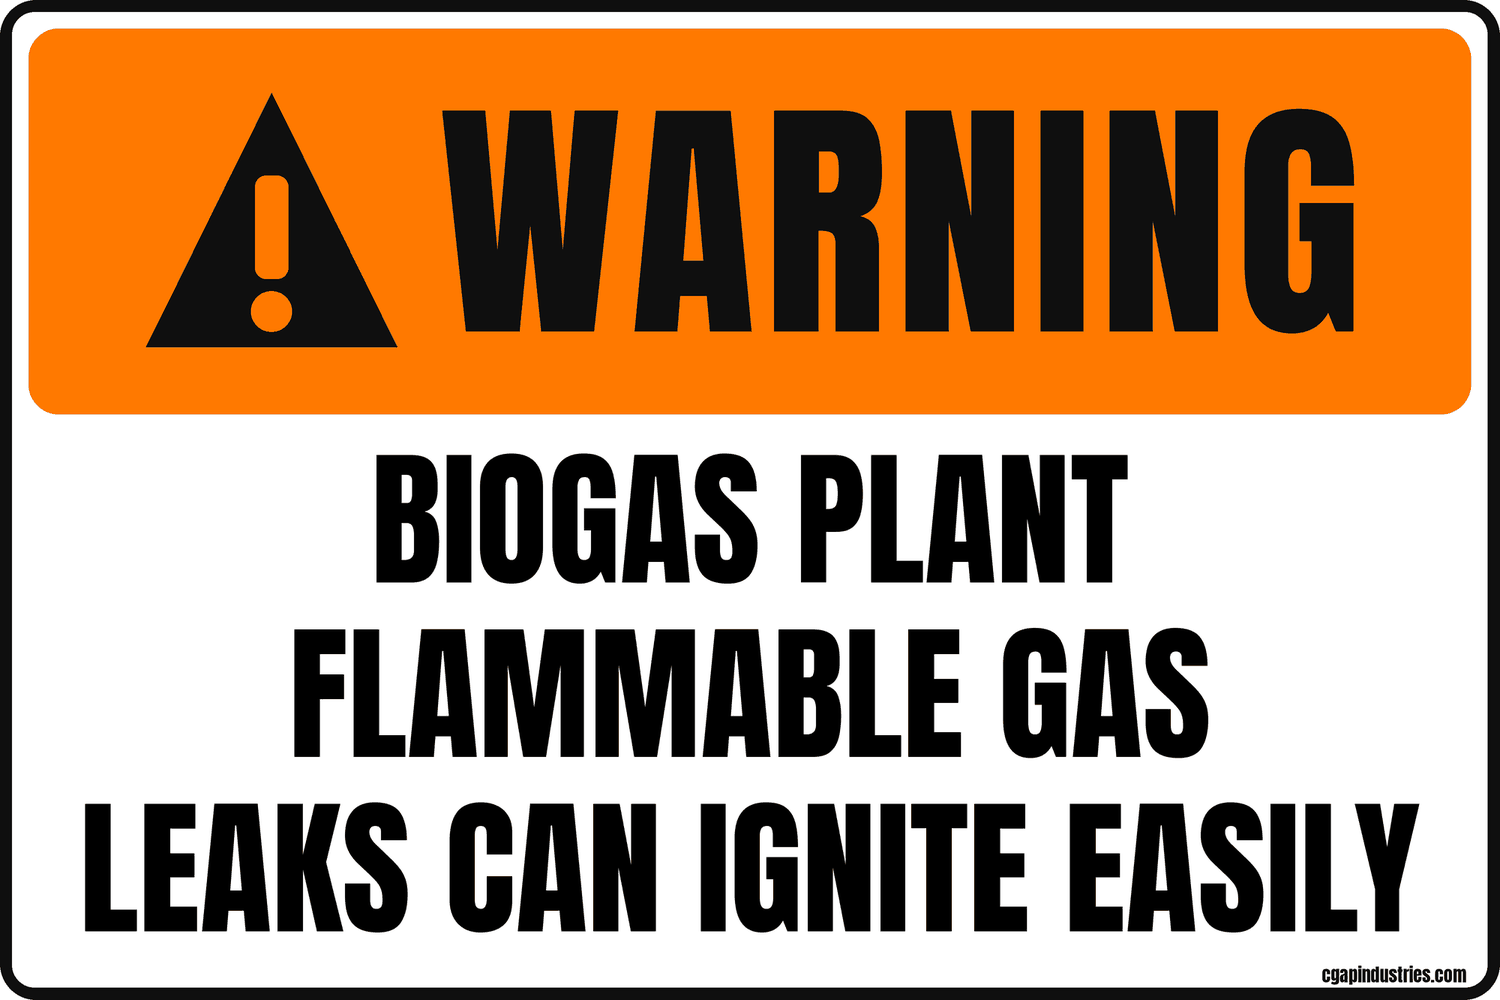 WARNING
BIOGAS PLANT
FLAMMABLE GAS
LEAKS CAN IGNITE EASILY
cgapindustries.com